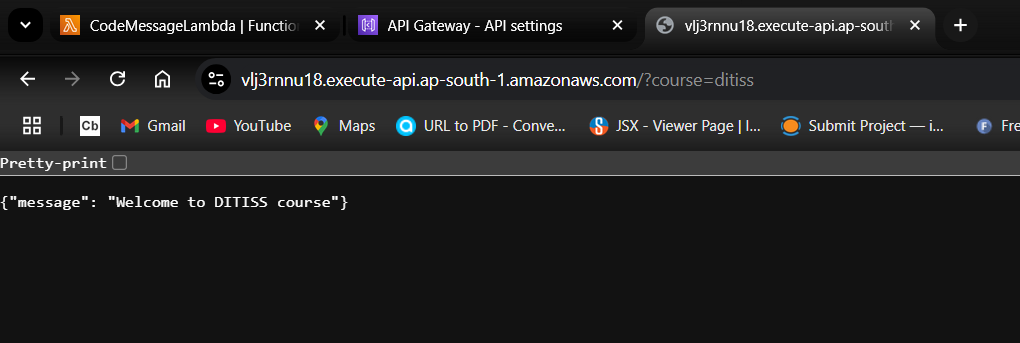 CodeMessageLambda | Functio
API Gateway - API settings
vlj3rnnu18.execute-api.ap-sout
vlj3rnnu18.execute-api.ap-south-1.amazonaws.com/?course=ditiss
Cb
Gmail
YouTube
Maps
URL to PDF - Conve...
JSX - Viewer Page | I...
Submit Project — i...
F
Fre
Pretty-print
{"message": "Welcome to DITISS course"}